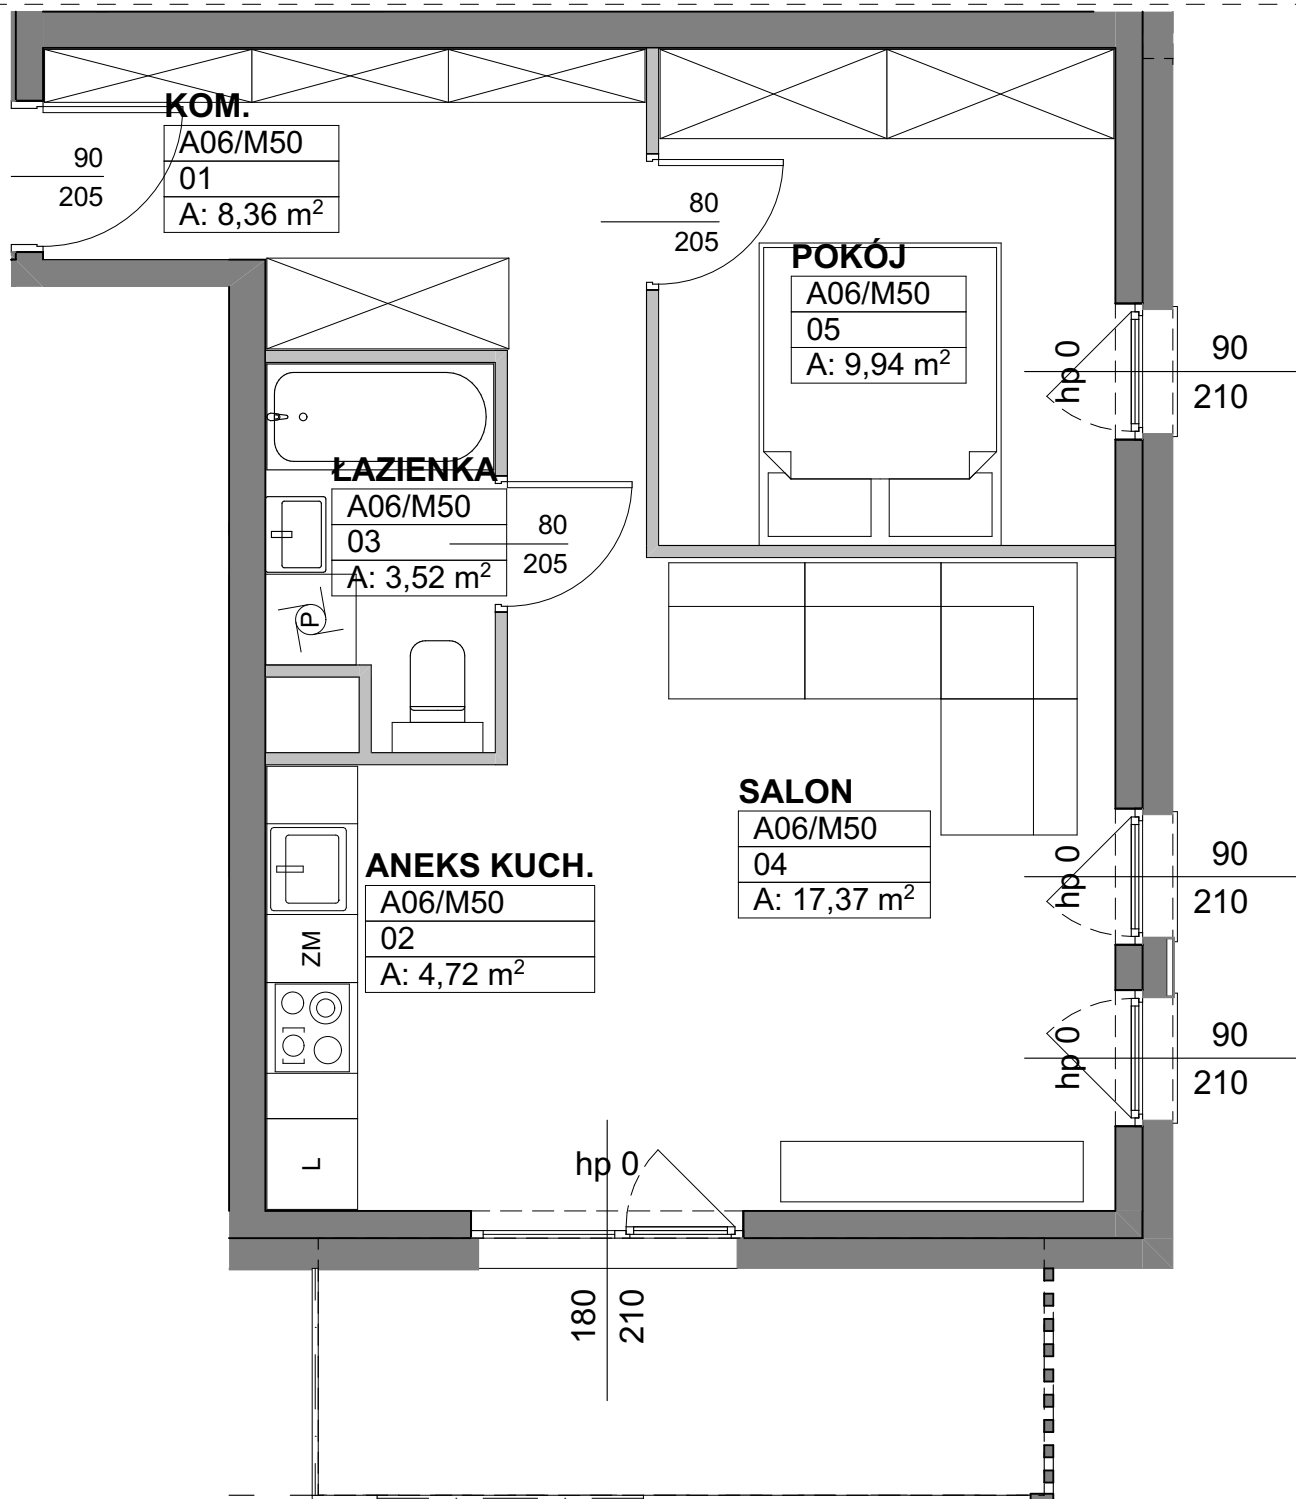 KOM.
A06/M50
01
A: 8,36 m²
90
205
80
205
POKÓJ
A06/M50
05
A: 9,94 m²
hp 0
90
210
ŁAZIENKA
A06/M50
03
A: 3,52 m²
80
205
P
SALON
A06/M50
04
A: 17,37 m²
hp 0
90
210
ANEKS KUCH.
A06/M50
02
A: 4,72 m²
ZM
hp 0
90
210
L
hp 0
180
210